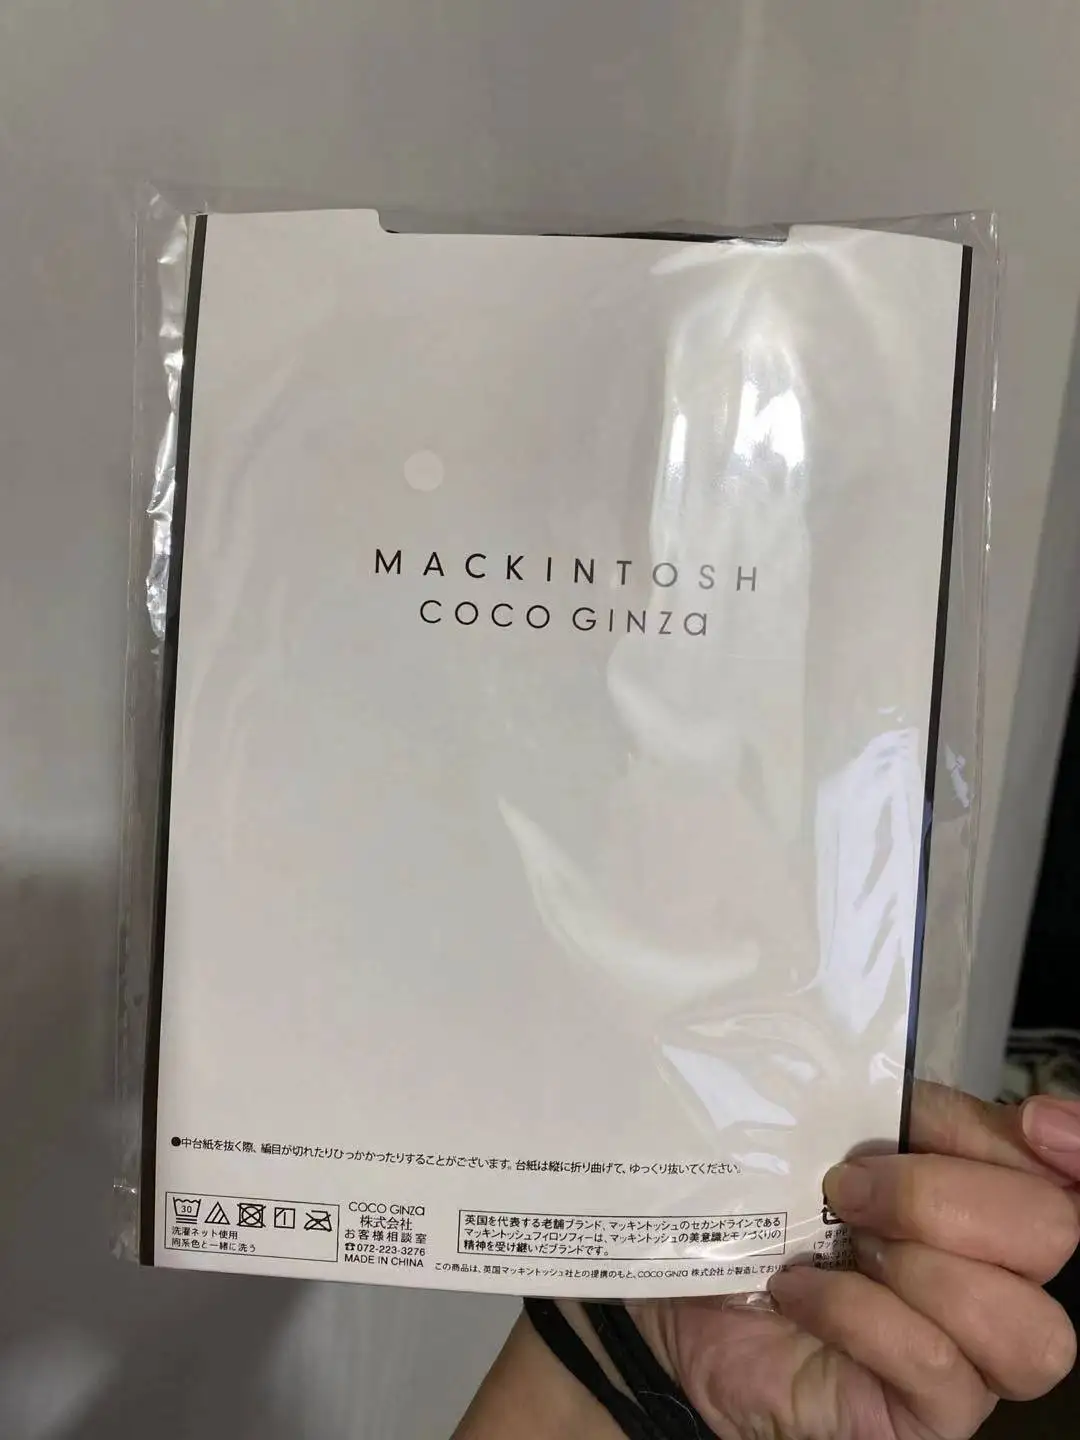 MACKINTOSH
COCO GINZa
●中台紙を抜く際、編目が切れたりひっかかったりすることがございます。台紙は縦に折り曲げて、ゆっくり抜いてください。
30
洗濯ネット使用
同系色と一緒に洗う
COCO GINZa
株式会社
お客様相談室
☎072-223-3276
MADE IN CHINA
英国を代表する老舗ブランド、マッキントッシュのセカンドラインである
マッキントッシュフィロソフィーは、マッキントッシュの美意識とモノづくりの
精神を受け継いだブランドです。
この商品は、英国マッキントッシュ社との提携のもと、COCO GINZa 株式会社が製造しており
袋:PP